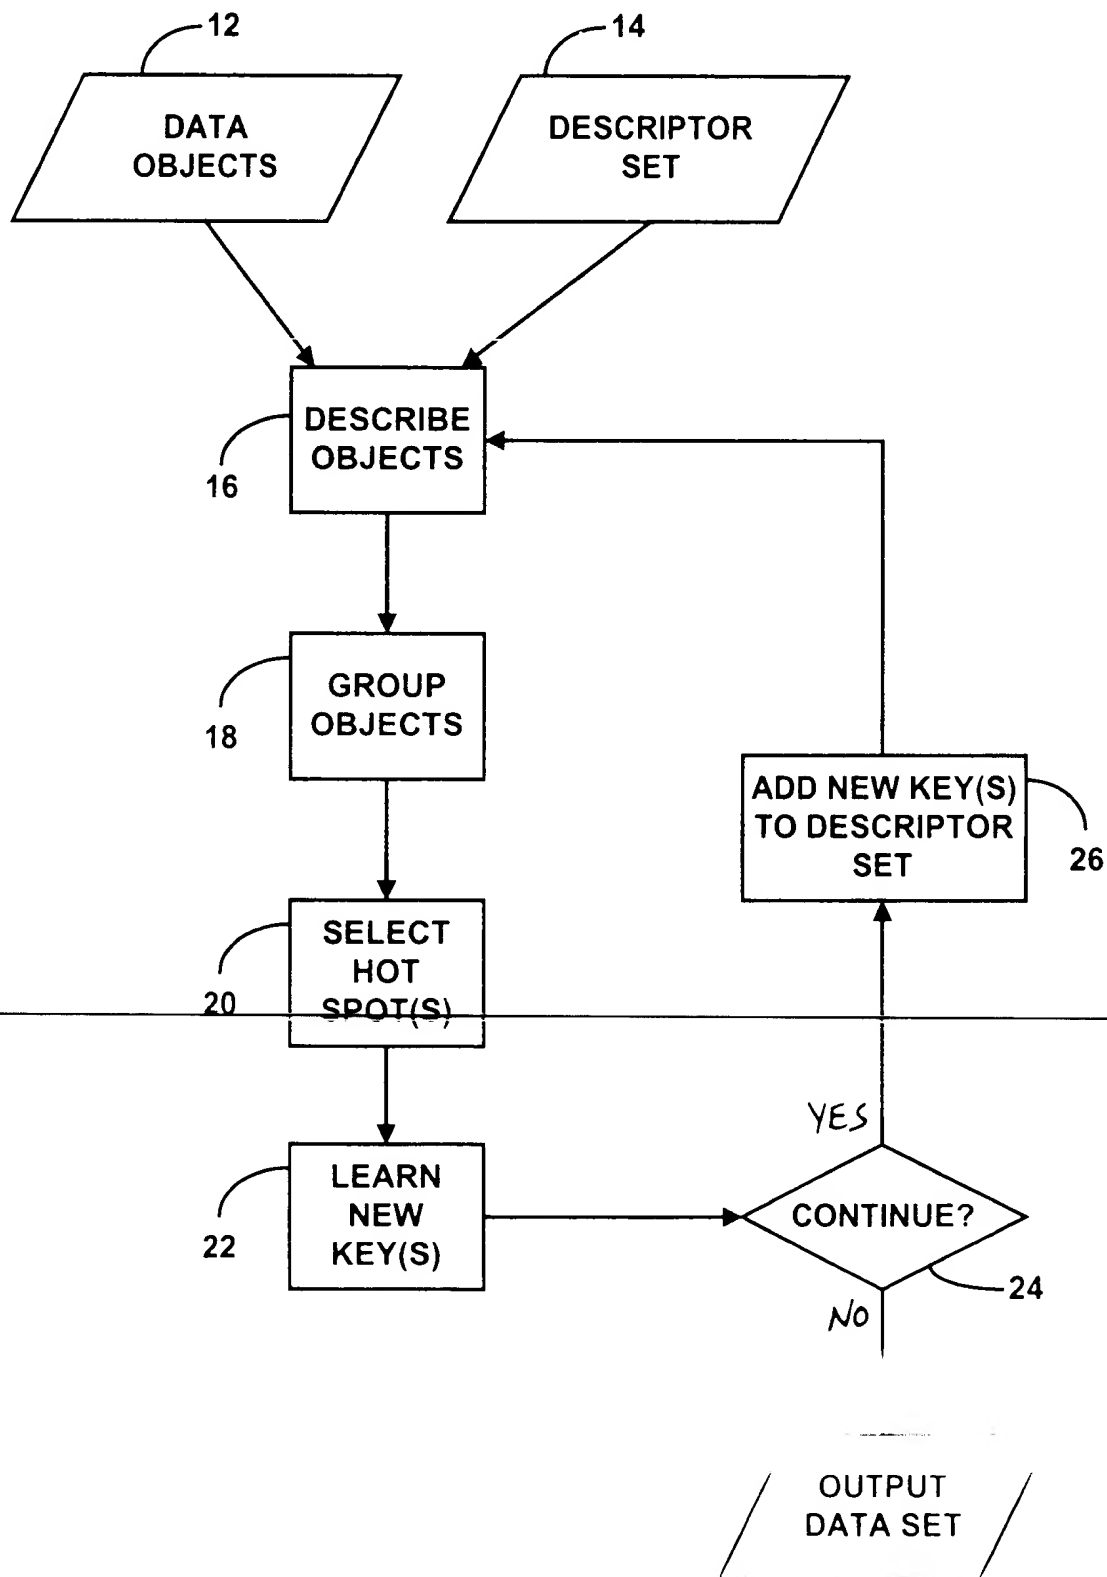 12
14
DATA
OBJECTS
DESCRIPTOR
SET
DESCRIBE
OBJECTS
16
GROUP
OBJECTS
18
ADD NEW KEY(S)
TO DESCRIPTOR
SET
26
SELECT
HOT
SPOT(S)
20
YES
LEARN
NEW
KEY(S)
22
CONTINUE?
24
NO
OUTPUT
DATA SET